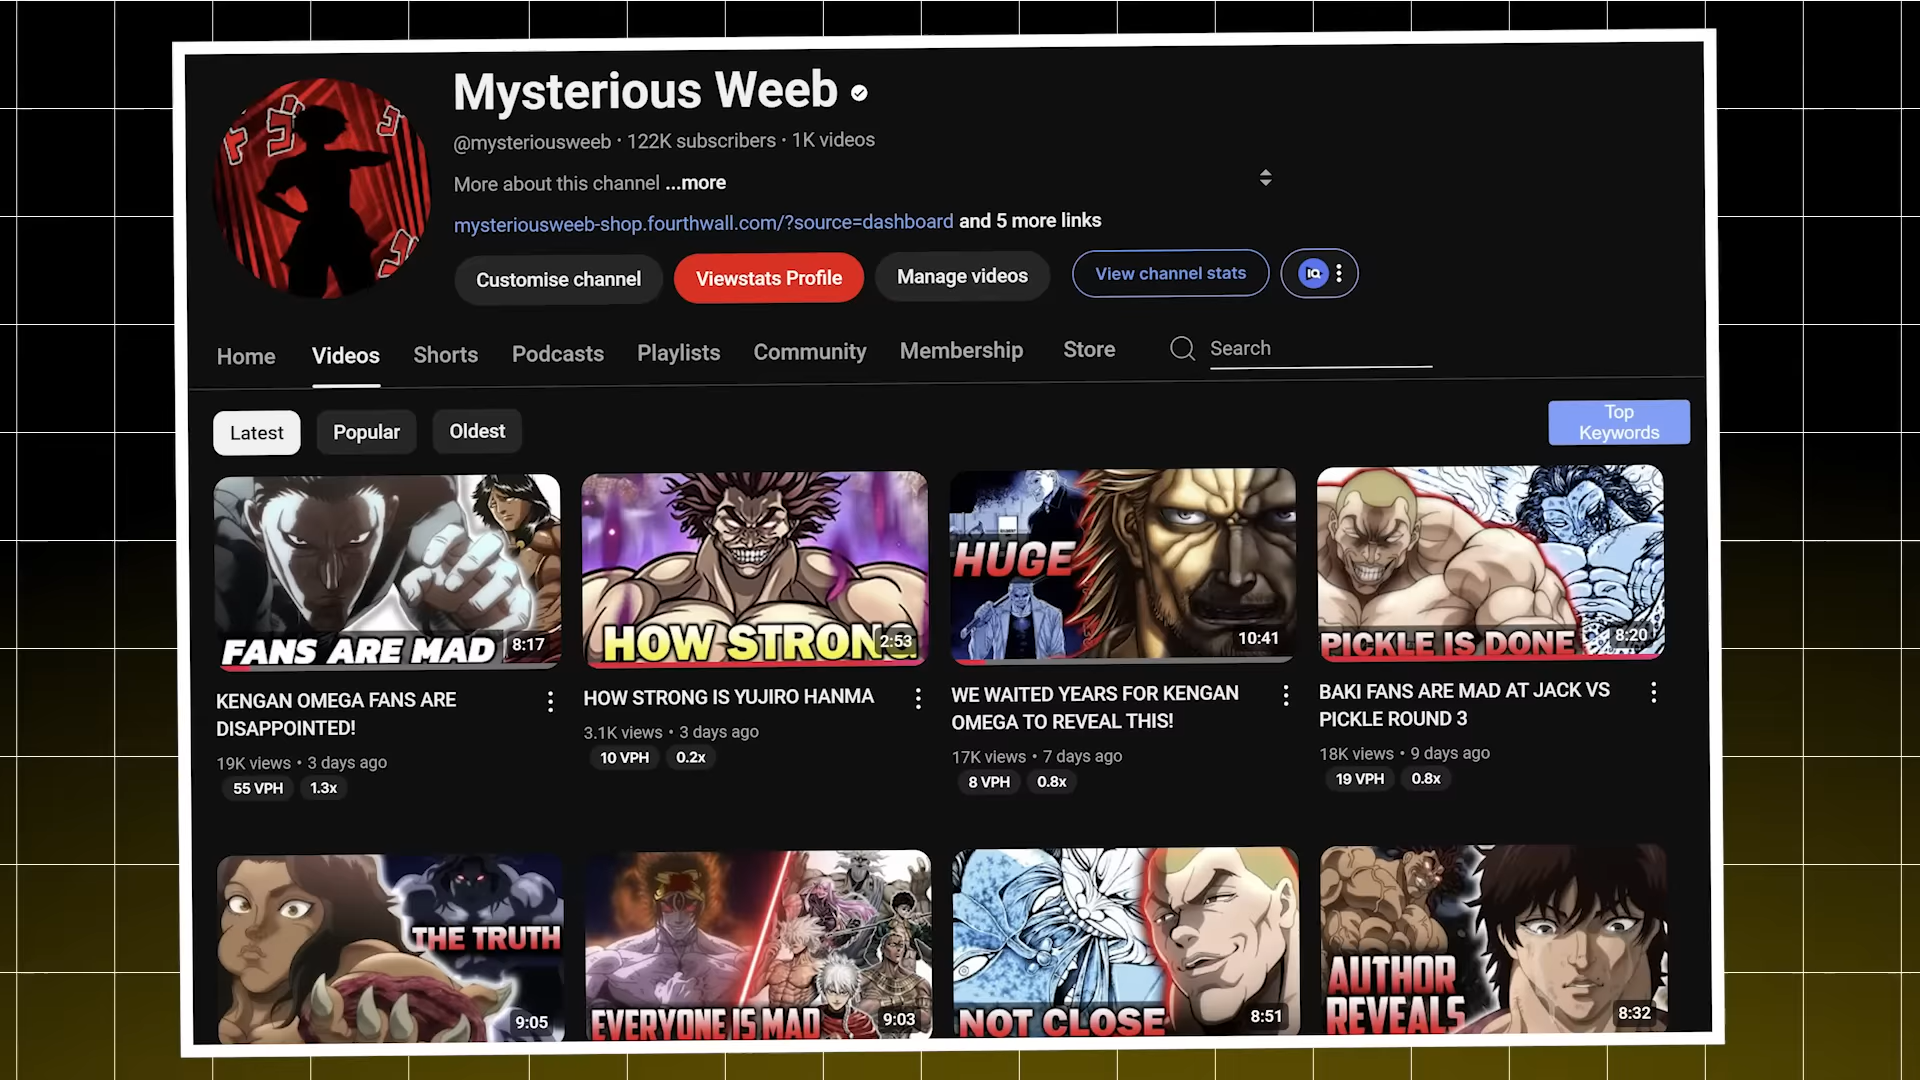 Mysterious Weeb
@mysteriousweeb · 122K subscribers · 1K videos
More about this channel ...more
mysteriousweeb-shop.fourthwall.com/?source=dashboard and 5 more links
Customise channel
Viewstats Profile
Manage videos
View channel stats
IQ
Home
Videos
Shorts
Podcasts
Playlists
Community
Membership
Store
Search
Latest
Popular
Oldest
Top
Keywords
FANS ARE MAD
8:17
HOW STRONG
2:53
HUGE
10:41
PICKLE IS DONE
8:20
KENGAN OMEGA FANS ARE
DISAPPOINTED!
19K views • 3 days ago
55 VPH
1.3x
HOW STRONG IS YUJIRO HANMA
3.1K views • 3 days ago
10 VPH
0.2x
WE WAITED YEARS FOR KENGAN
OMEGA TO REVEAL THIS!
17K views • 7 days ago
8 VPH
0.8x
BAKI FANS ARE MAD AT JACK VS
PICKLE ROUND 3
18K views • 9 days ago
19 VPH
0.8x
THE TRUTH
9:05
EVERYONE IS MAD
9:03
NOT CLOSE
8:51
AUTHOR
REVEALS
8:32